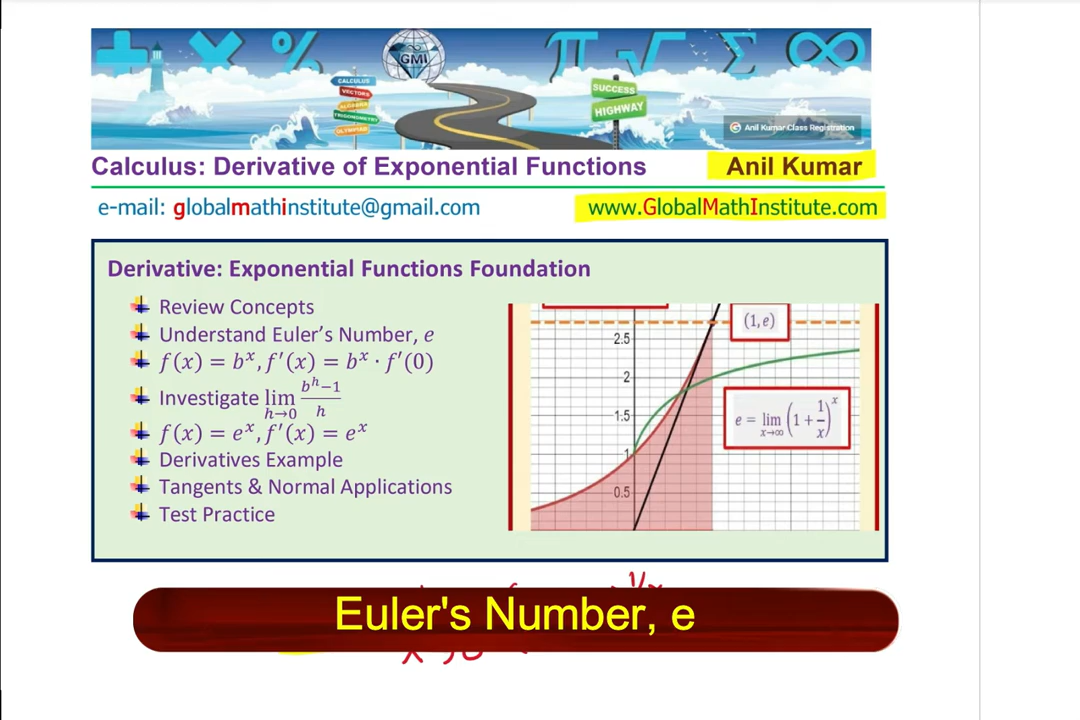 GMI
CALCULUS
VECTORS
ALGEBRA
TRIGONOMETRY
OLYMPIAD
SUCCESS
HIGHWAY
Anil Kumar Class Registration
Calculus: Derivative of Exponential Functions
Anil Kumar
e-mail: globalmathinstitute@gmail.com
www.GlobalMathInstitute.com
Derivative: Exponential Functions Foundation
Review Concepts
Understand Euler's Number, e
f(x) = b^x, f'(x) = b^x · f'(0)
Investigate lim_{h→0} (b^h−1)/h
f(x) = e^x, f'(x) = e^x
Derivatives Example
Tangents & Normal Applications
Test Practice
(1, e)
2.5
2
1.5
1
0.5
e = lim_{x→∞} (1 + 1/x)^x
Euler's Number, e